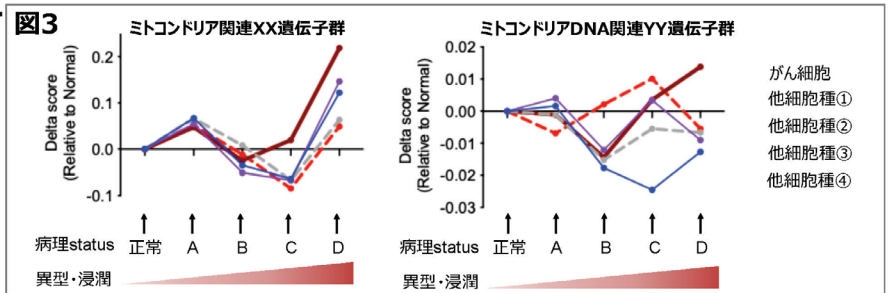 図3
ミトコンドリア関連XX遺伝子群
Delta score
(Relative to Normal)
0.2
0.1
0.0
-0.1
病理status 正常 A B C D
異型・浸潤
ミトコンドリアDNA関連YY遺伝子群
Delta score
(Relative to Normal)
0.02
0.01
0.00
-0.01
-0.02
-0.03
病理status 正常 A B C D
異型・浸潤
がん細胞
他細胞種①
他細胞種②
他細胞種③
他細胞種④